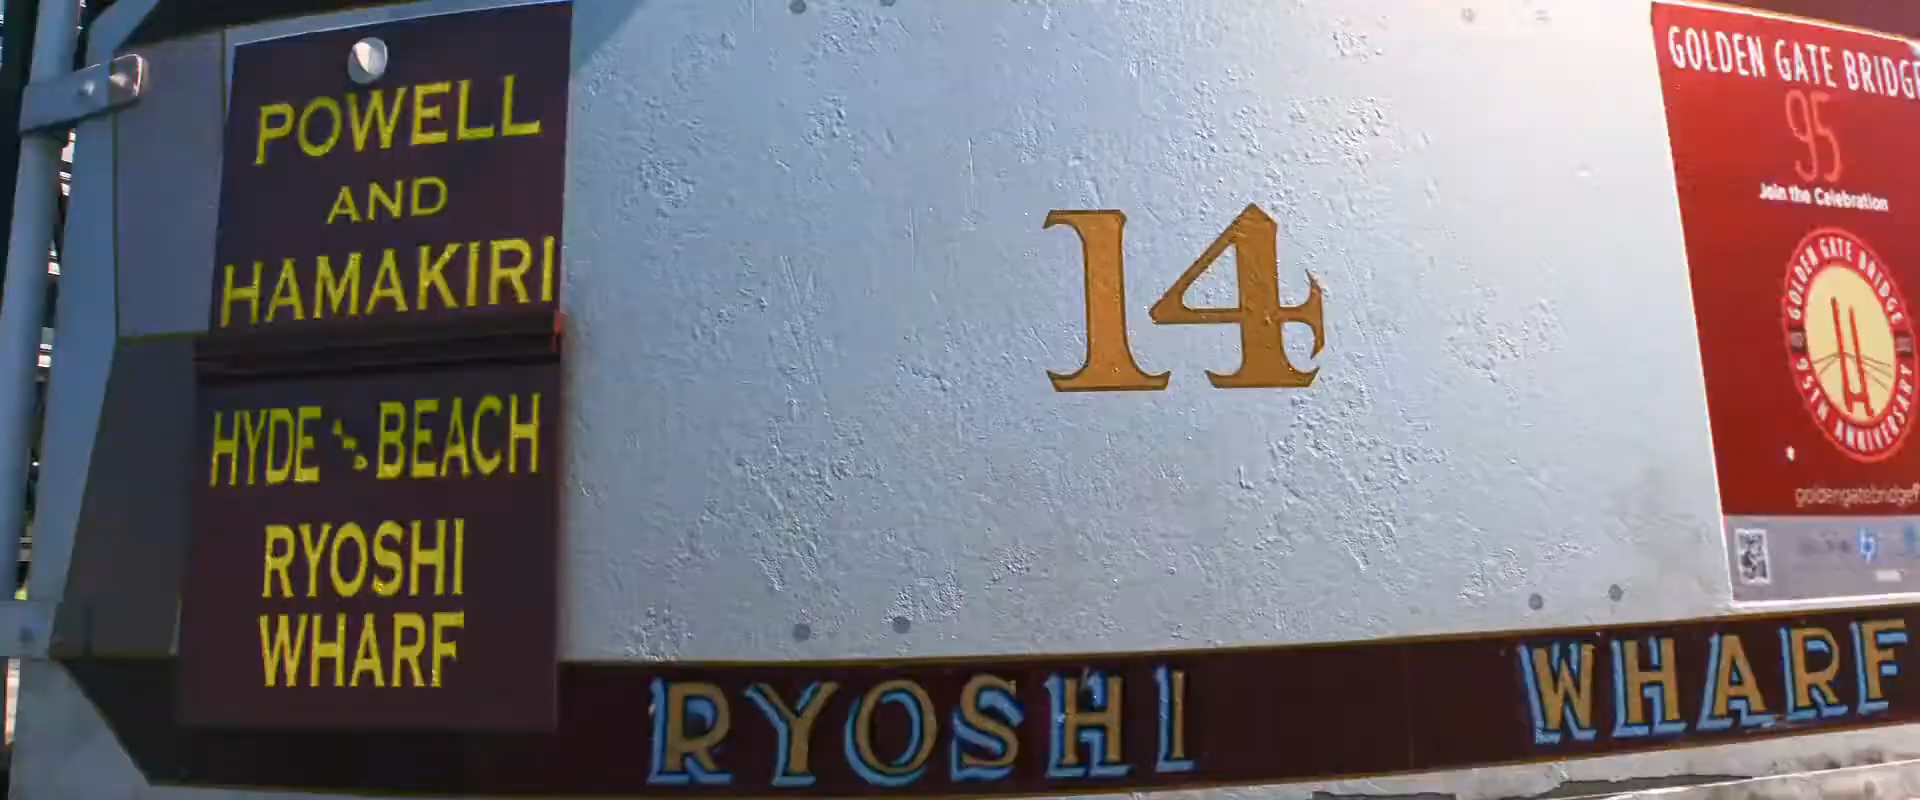 POWELL
AND
HAMAKIRI
HYDE BEACH
RYOSHI
WHARF
14
GOLDEN GATE BRIDGE
95
Join the Celebration
GOLDEN GATE BRIDGE
95TH ANNIVERSARY
RYOSHI WHARF